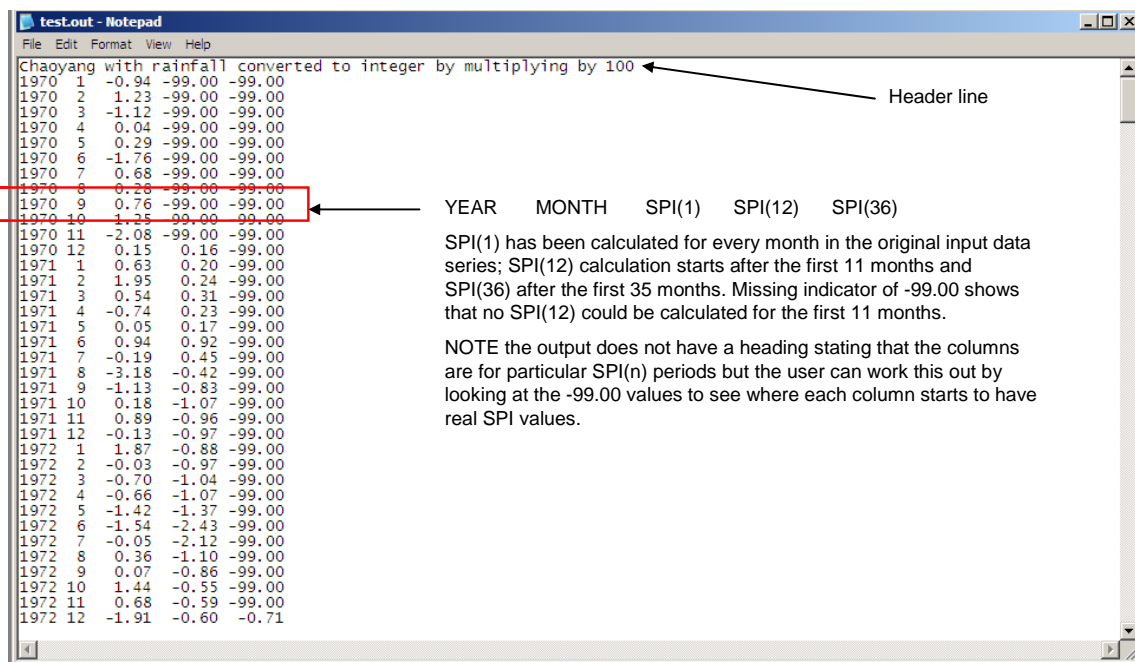 test.out - Notepad
File Edit Format View Help
Chaoyang with rainfall converted to integer by multiplying by 100
Header line
1970 1 -0.94 -99.00 -99.00
1970 2 1.23 -99.00 -99.00
1970 3 -1.12 -99.00 -99.00
1970 4 0.04 -99.00 -99.00
1970 5 0.29 -99.00 -99.00
1970 6 -1.76 -99.00 -99.00
1970 7 0.68 -99.00 -99.00
1970 8 0.28 -99.00 -99.00
1970 9 0.76 -99.00 -99.00
1970 10 1.25 -99.00 -99.00
1970 11 -2.08 -99.00 -99.00
1970 12 0.15 0.16 -99.00
1971 1 0.63 0.20 -99.00
1971 2 1.95 0.24 -99.00
1971 3 0.54 0.31 -99.00
1971 4 -0.74 0.23 -99.00
1971 5 0.05 0.17 -99.00
1971 6 0.94 0.92 -99.00
1971 7 -0.19 0.45 -99.00
1971 8 -3.18 -0.42 -99.00
1971 9 -1.13 -0.83 -99.00
1971 10 0.18 -1.07 -99.00
1971 11 0.89 -0.96 -99.00
1971 12 -0.13 -0.97 -99.00
1972 1 1.87 -0.88 -99.00
1972 2 -0.03 -0.97 -99.00
1972 3 -0.70 -1.04 -99.00
1972 4 -0.66 -1.07 -99.00
1972 5 -1.42 -1.37 -99.00
1972 6 -1.54 -2.43 -99.00
1972 7 -0.05 -2.12 -99.00
1972 8 0.36 -1.10 -99.00
1972 9 0.07 -0.86 -99.00
1972 10 1.44 -0.55 -99.00
1972 11 0.68 -0.59 -99.00
1972 12 -1.91 -0.60 -0.71
YEAR MONTH SPI(1) SPI(12) SPI(36)
SPI(1) has been calculated for every month in the original input data
series; SPI(12) calculation starts after the first 11 months and
SPI(36) after the first 35 months. Missing indicator of -99.00 shows
that no SPI(12) could be calculated for the first 11 months.
NOTE the output does not have a heading stating that the columns
are for particular SPI(n) periods but the user can work this out by
looking at the -99.00 values to see where each column starts to have
real SPI values.